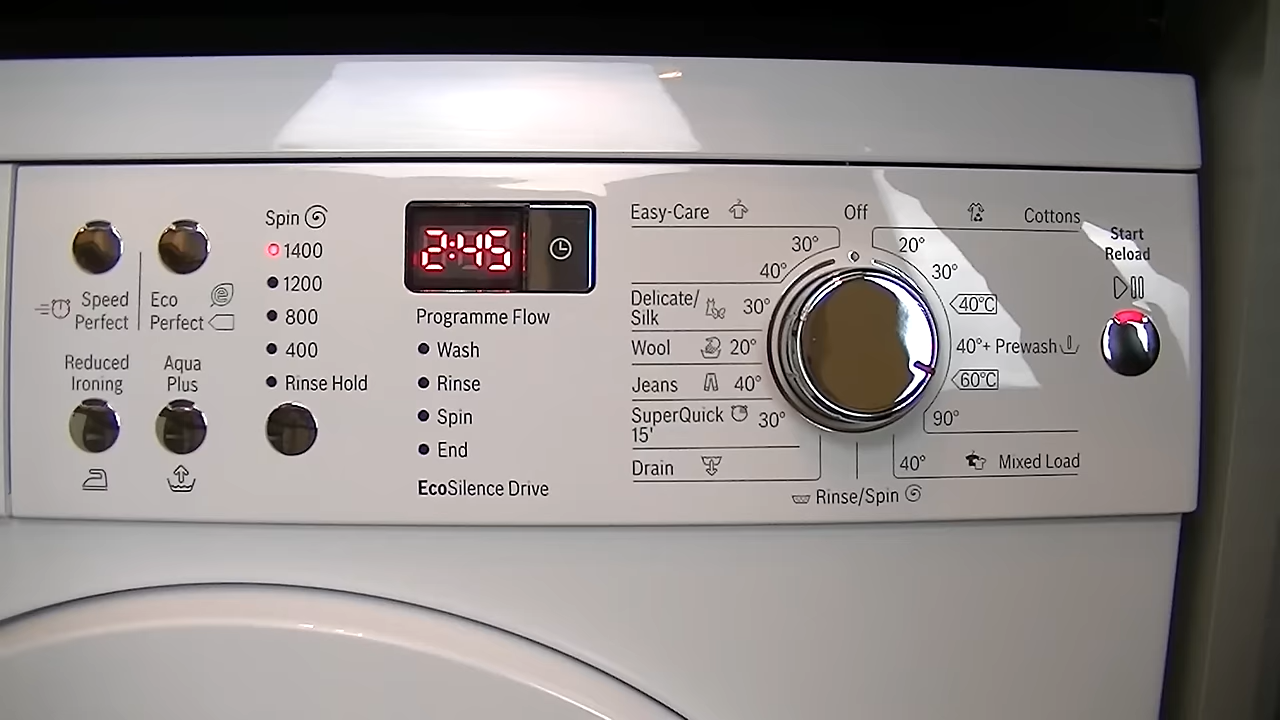 Spin
1400
1200
800
400
Rinse Hold
Speed
Perfect
Eco
Perfect
Reduced
Ironing
Aqua
Plus
2:45
Programme Flow
Wash
Rinse
Spin
End
EcoSilence Drive
Easy-Care
30°
40°
Delicate/
Silk 30°
Wool 20°
Jeans 40°
SuperQuick
15' 30°
Drain
Off
Cottons
20°
30°
40°C
40°+ Prewash
60°C
90°
40° Mixed Load
Rinse/Spin
Start
Reload